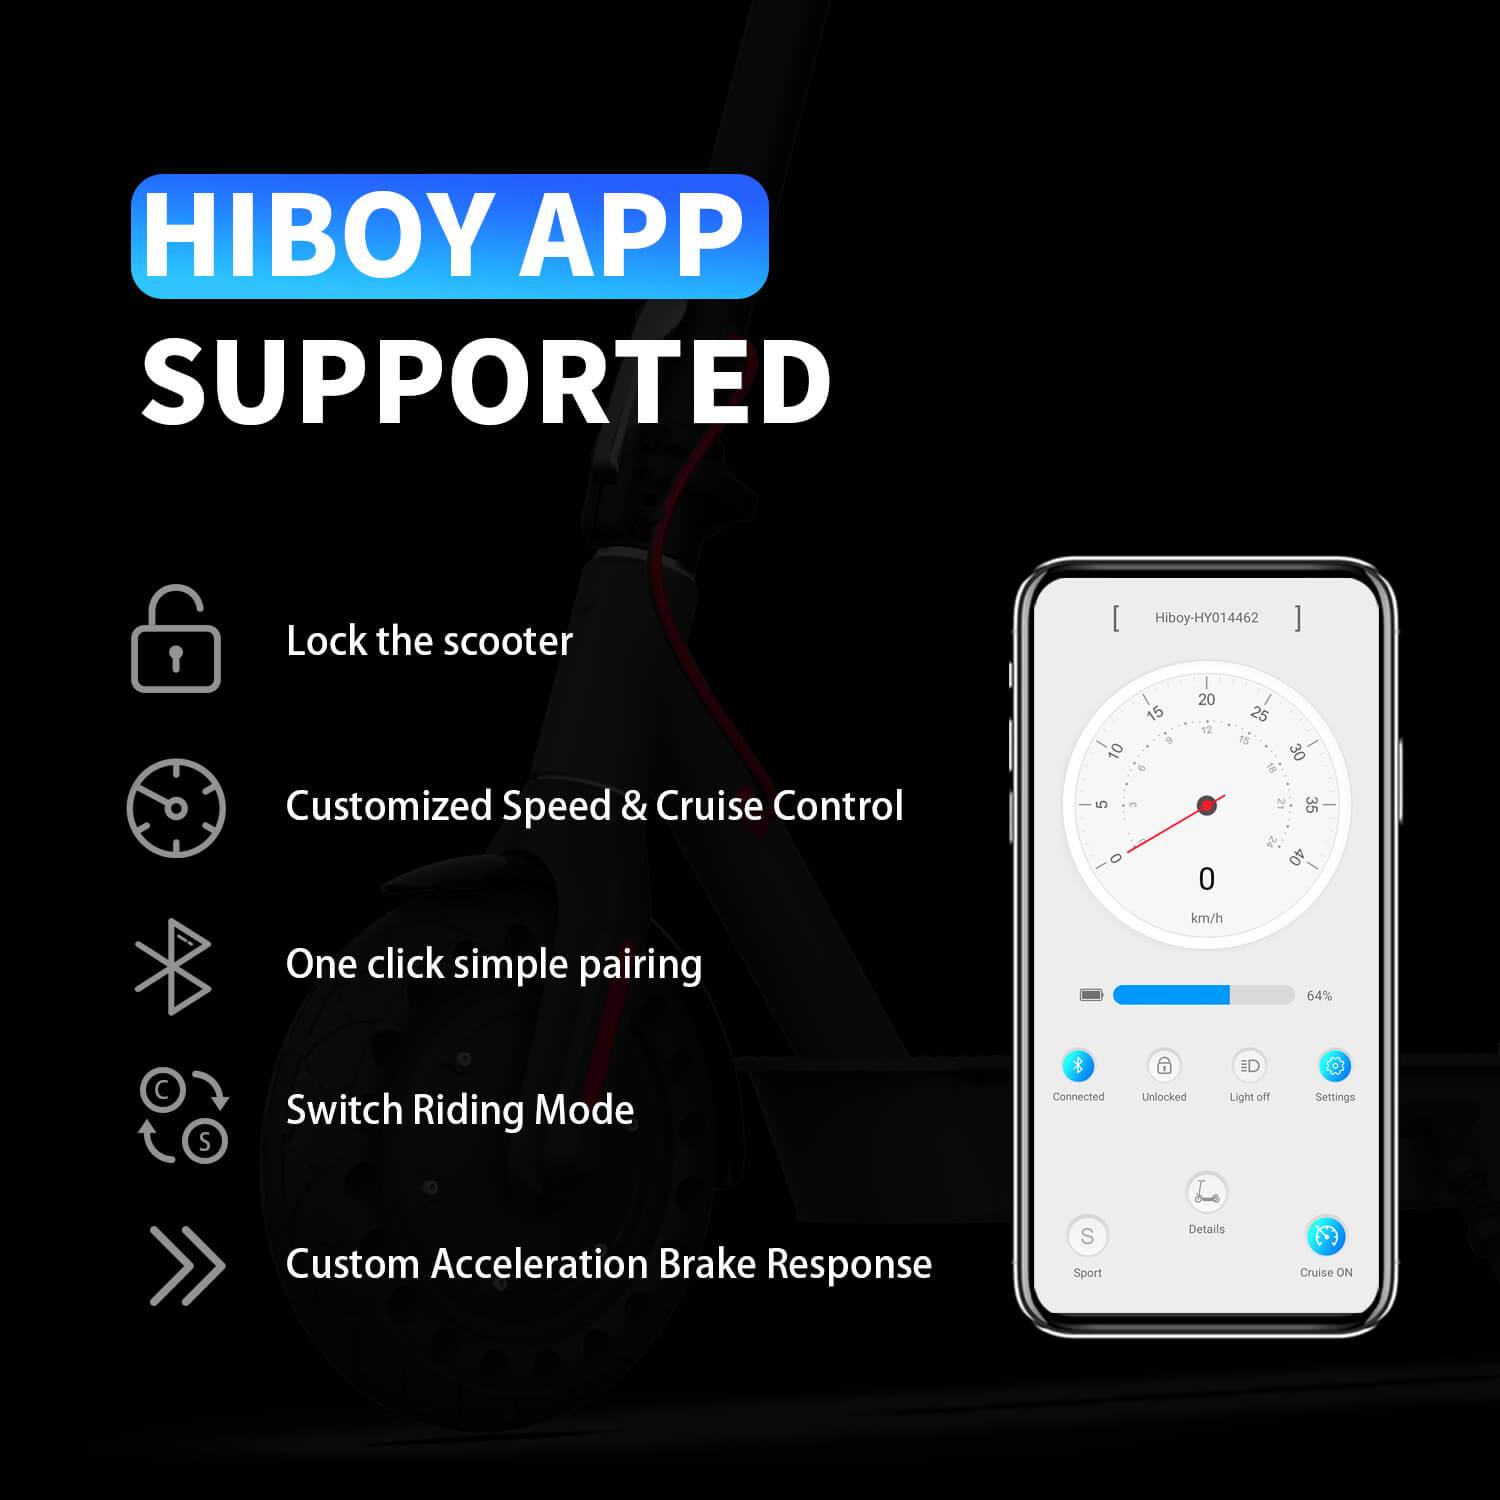 HIBOY APP
SUPPORTED
Lock the scooter
Customized Speed & Cruise Control
One click simple pairing
C
S
Switch Riding Mode
Custom Acceleration Brake Response
[ Hiboy-HY014462 ]
0
5
10
15
20
25
30
35
40
0
3
6
9
12
15
18
21
24
0
km/h
64%
Connected
Unlocked
Light off
Settings
Details
S
Sport
Cruise ON